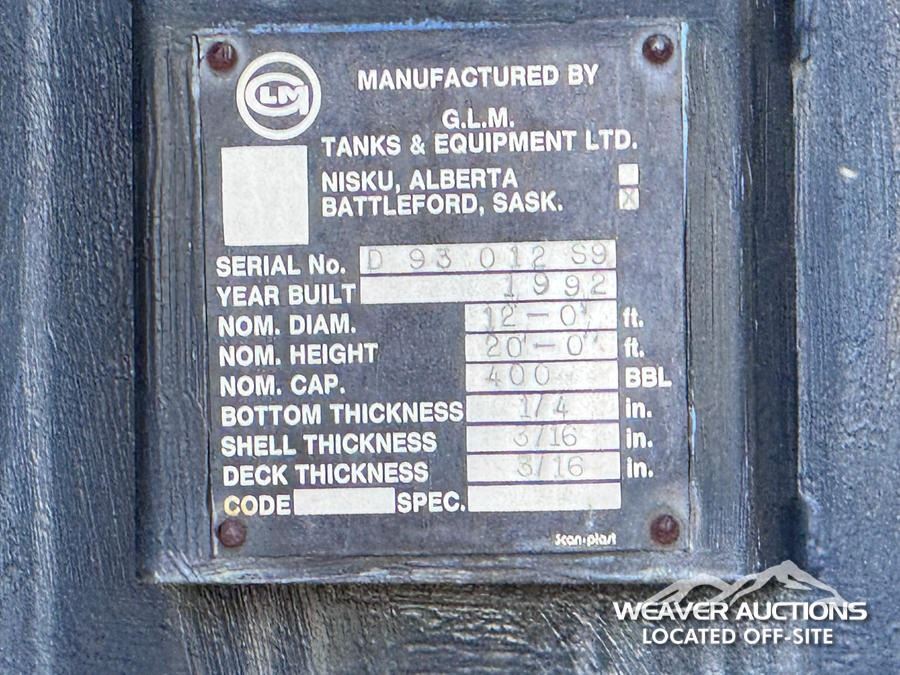 GLM
MANUFACTURED BY
G.L.M.
TANKS & EQUIPMENT LTD.
NISKU, ALBERTA
BATTLEFORD, SASK. X
SERIAL No. D 93 012 S9
YEAR BUILT 1992
NOM. DIAM. 12'-0" ft.
NOM. HEIGHT 20'-0" ft.
NOM. CAP. 400 BBL
BOTTOM THICKNESS 1/4 in.
SHELL THICKNESS 3/16 in.
DECK THICKNESS 3/16 in.
CODE SPEC.
scan-plast
WEAVER AUCTIONS
LOCATED OFF-SITE